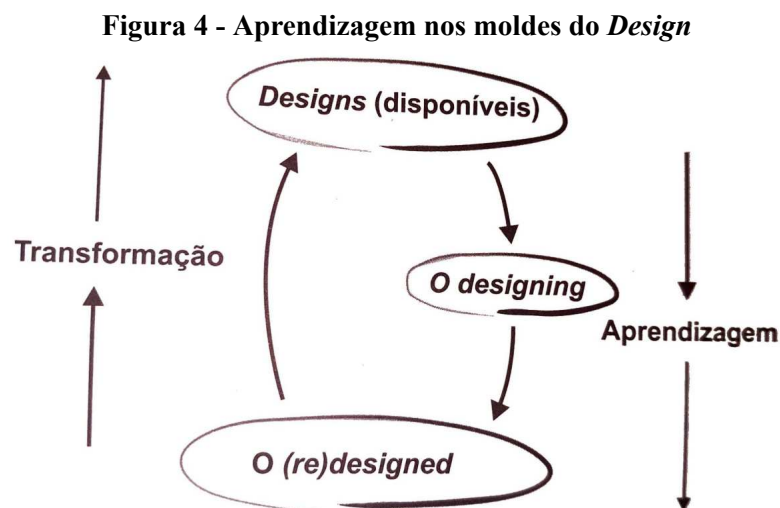 Figura 4 - Aprendizagem nos moldes do Design
Designs (disponíveis)
Transformação
O designing
Aprendizagem
O (re)designed